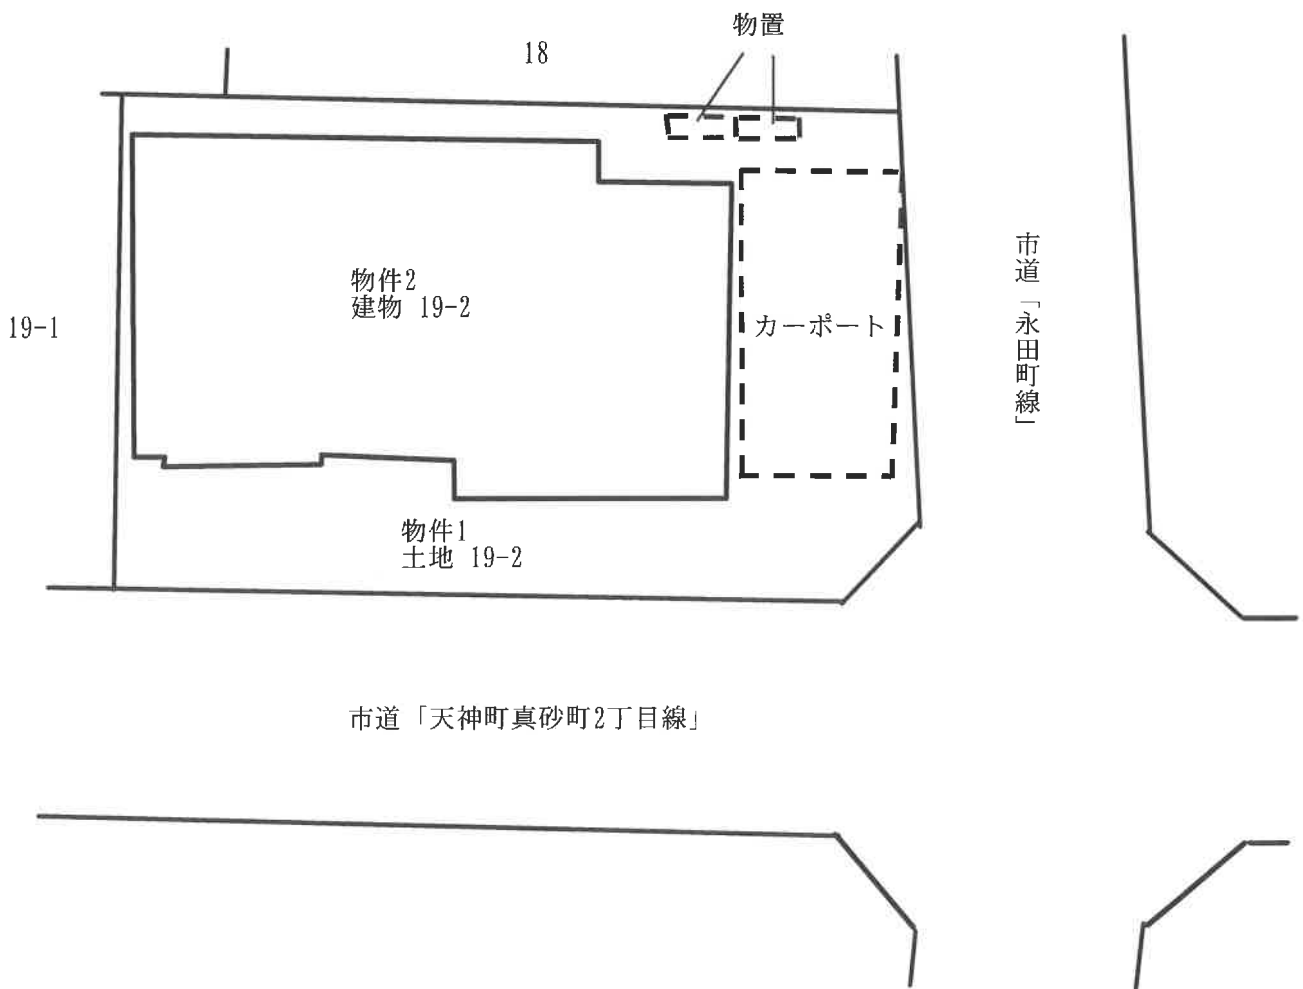 物置
18
物件2
建物 19-2
19-1
カーポート
市道「永田町線」
物件1
土地 19-2
市道「天神町真砂町2丁目線」